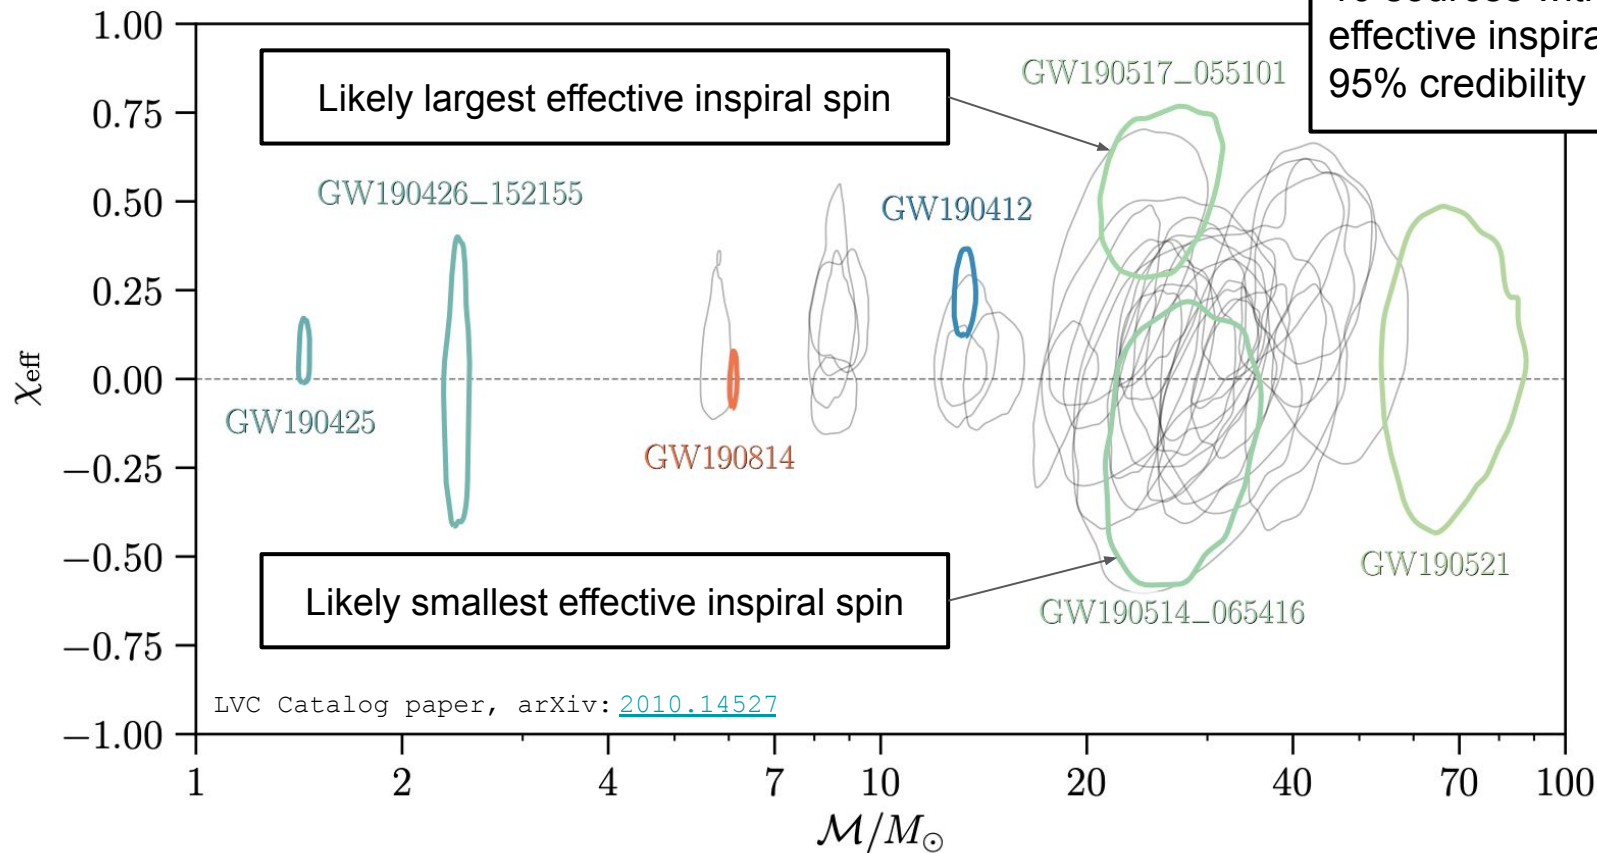 effective inspira
95% credibility
1.00
0.75
0.50
0.25
0.00
−0.25
−0.50
−0.75
−1.00
χeff
Likely largest effective inspiral spin
GW190517_055101
GW190426_152155
GW190412
GW190425
GW190814
GW190521
Likely smallest effective inspiral spin
GW190514_065416
LVC Catalog paper, arXiv: 2010.14527
1 2 4 7 10 20 40 70 100
ℳ/M☉